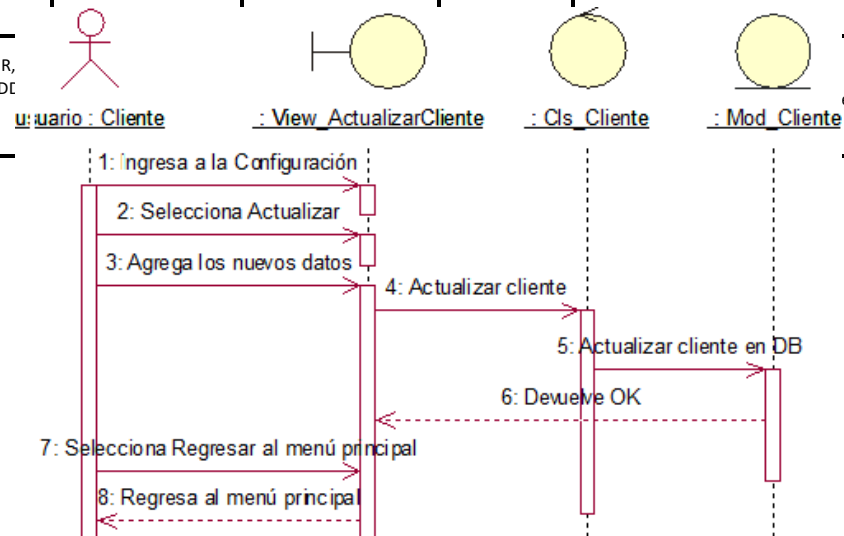 R,
usuario : Cliente
: View_ActualizarCliente
: Cls_Cliente
: Mod_Cliente
1: Ingresa a la Configuración
2: Selecciona Actualizar
3: Agrega los nuevos datos
4: Actualizar cliente
5: Actualizar cliente en DB
6: Devuelve OK
7: Selecciona Regresar al menú principal
8: Regresa al menú principal